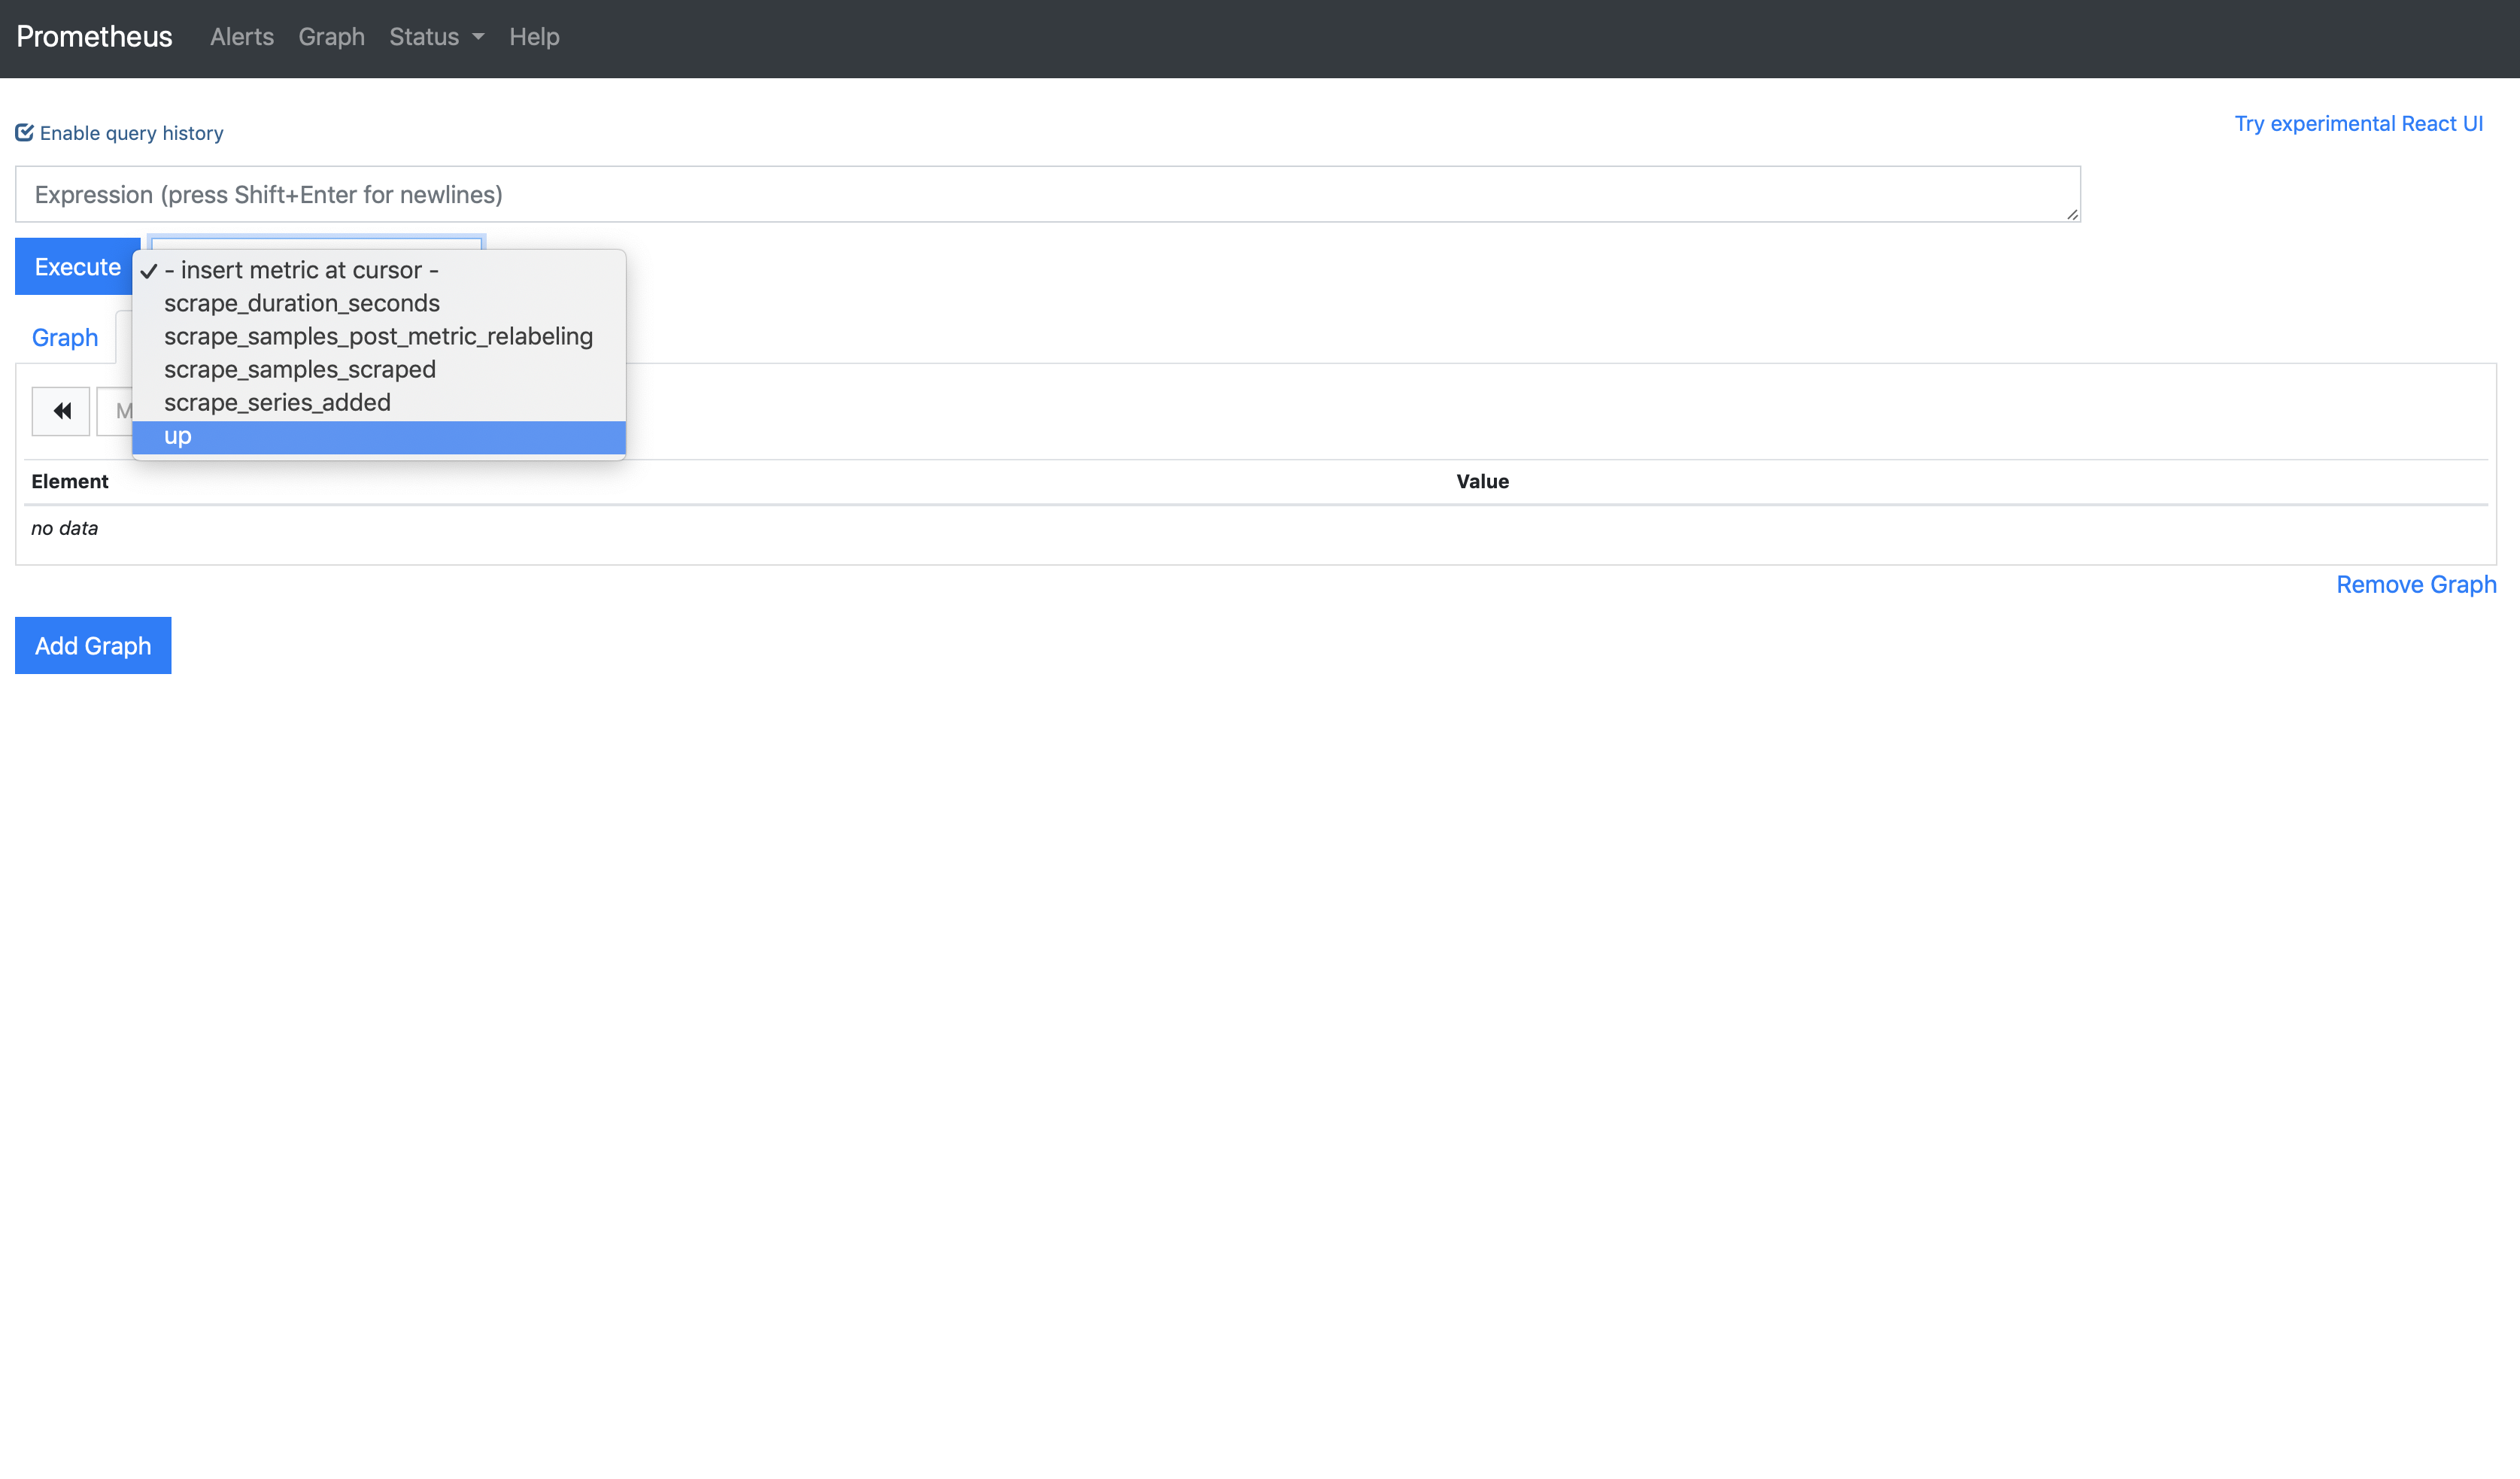 Prometheus Alerts Graph Status Help
Enable query history
Try experimental React UI
Expression (press Shift+Enter for newlines)
Execute
- insert metric at cursor -
scrape_duration_seconds
scrape_samples_post_metric_relabeling
scrape_samples_scraped
scrape_series_added
up
Graph
M
Element Value
no data
Remove Graph
Add Graph